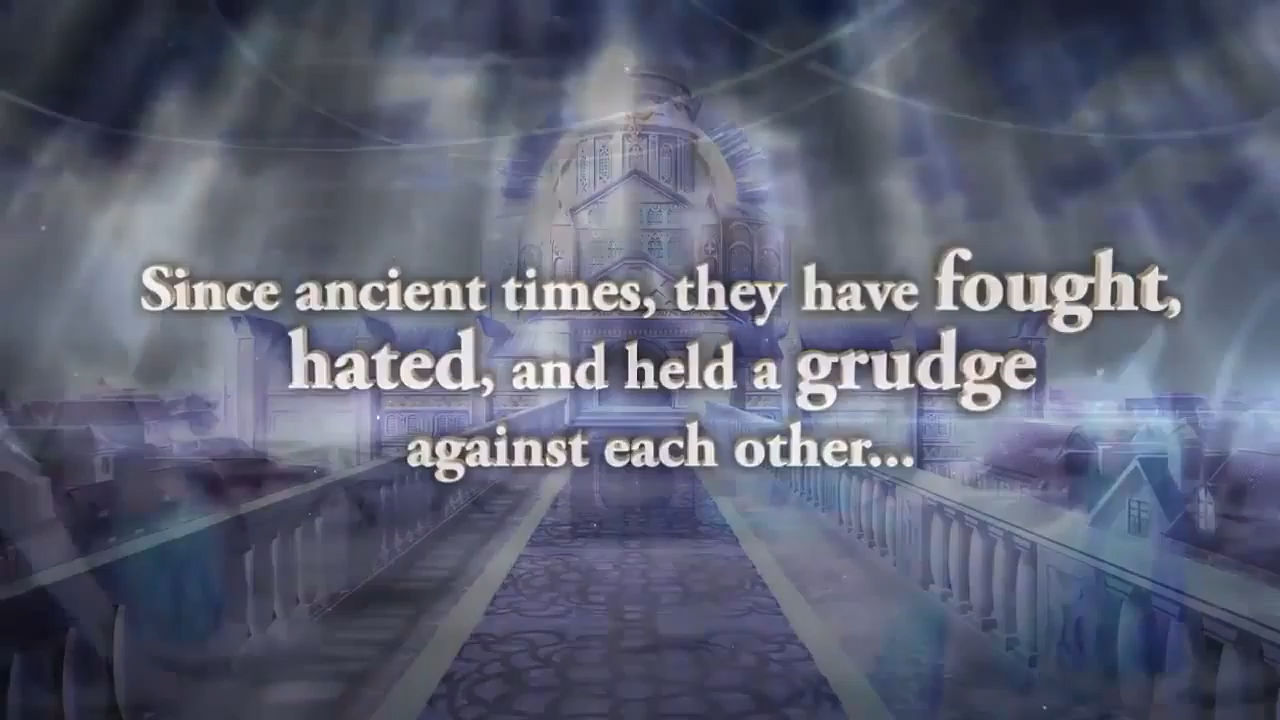 Since ancient times, they have fought,
hated, and held a grudge
against each other...